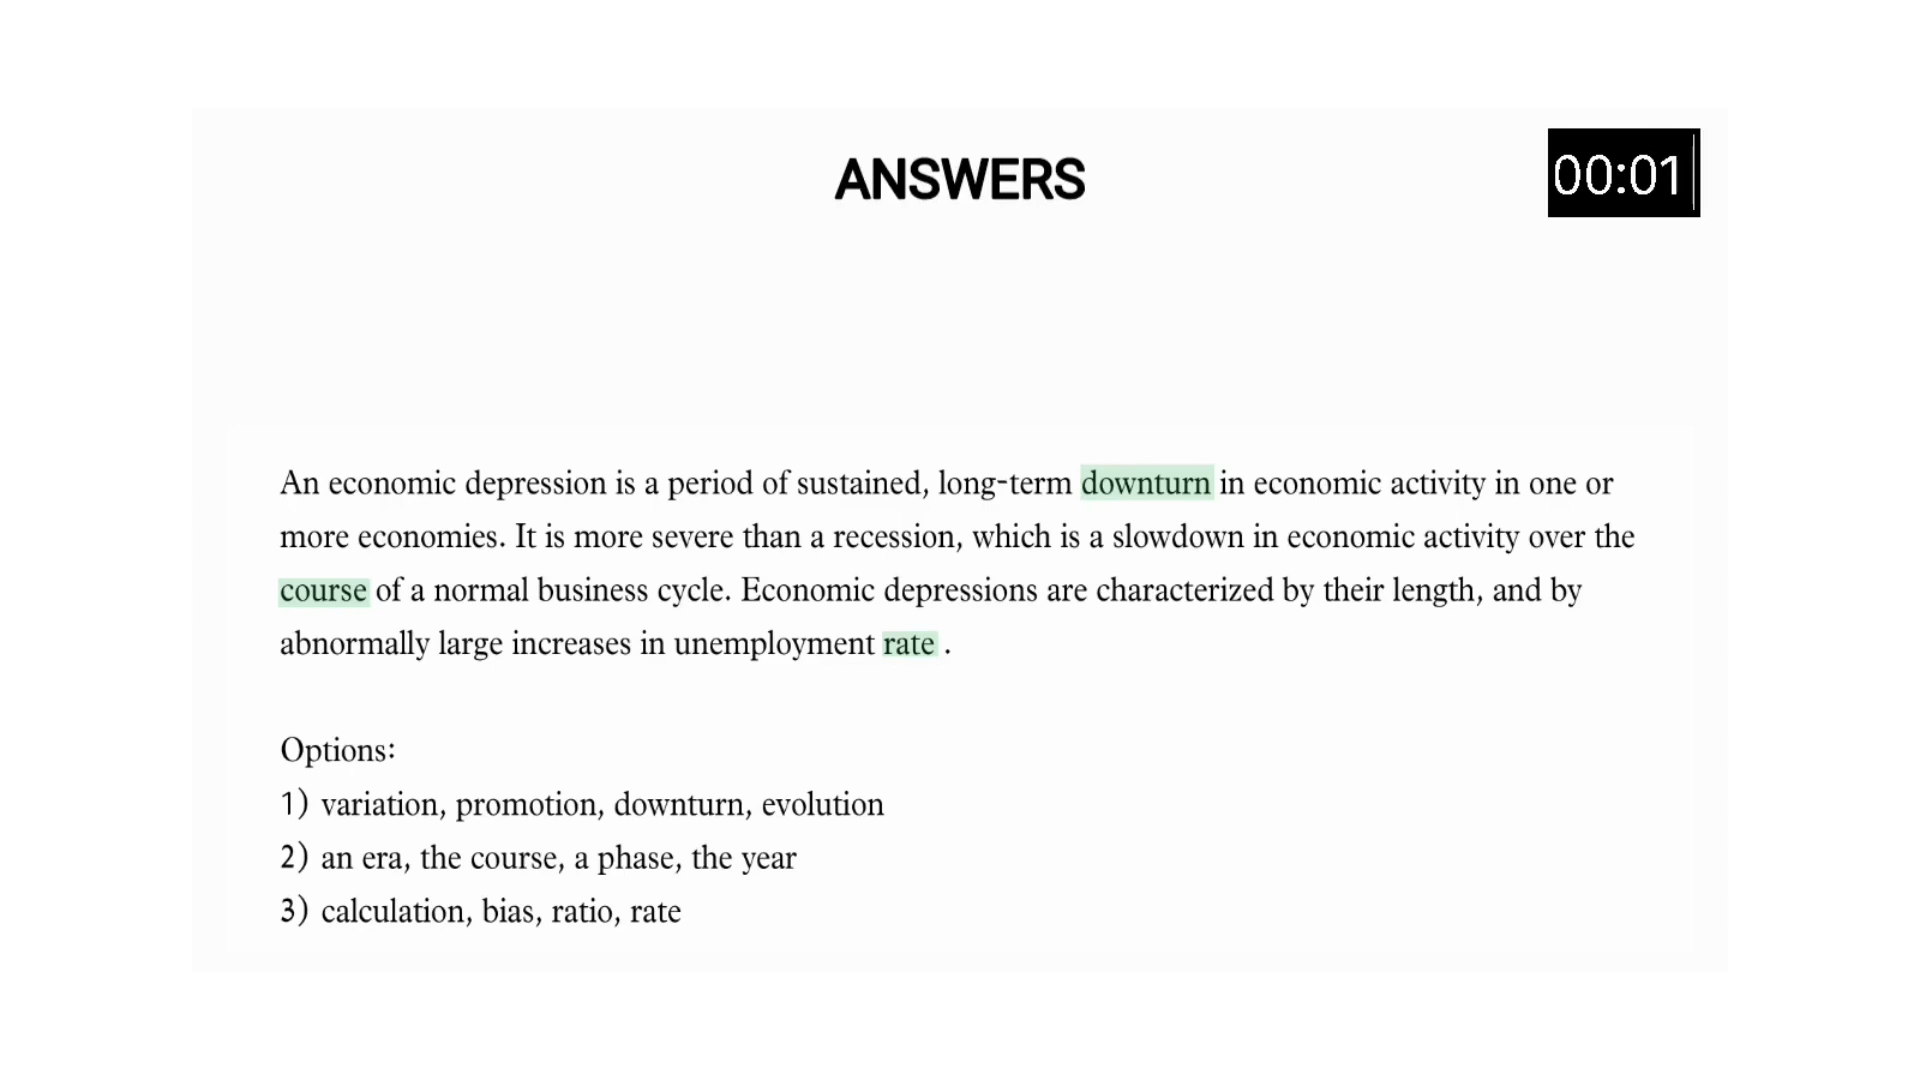 ANSWERS
00:01
An economic depression is a period of sustained, long-term downturn in economic activity in one or
more economies. It is more severe than a recession, which is a slowdown in economic activity over the
course of a normal business cycle. Economic depressions are characterized by their length, and by
abnormally large increases in unemployment rate .
Options:
1) variation, promotion, downturn, evolution
2) an era, the course, a phase, the year
3) calculation, bias, ratio, rate